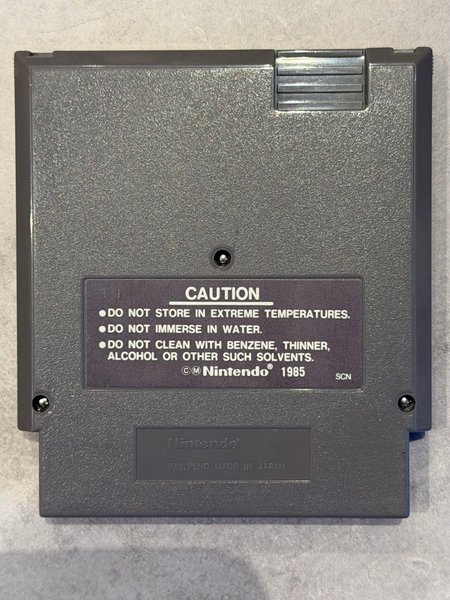 CAUTION
●DO NOT STORE IN EXTREME TEMPERATURES.
●DO NOT IMMERSE IN WATER.
●DO NOT CLEAN WITH BENZENE, THINNER,
ALCOHOL OR OTHER SUCH SOLVENTS.
©Ⓜ Nintendo® 1985 SCN
Nintendo®
PAT. PEND. MADE IN JAPAN